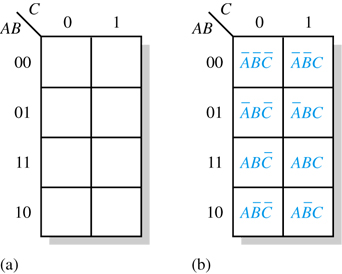 C C
AB 0 1 AB 0 1
00 00 A̅B̅C̅ A̅B̅C
01 01 A̅BC̅ A̅BC
11 11 ABC̅ ABC
10 10 AB̅C̅ AB̅C
(a) (b)